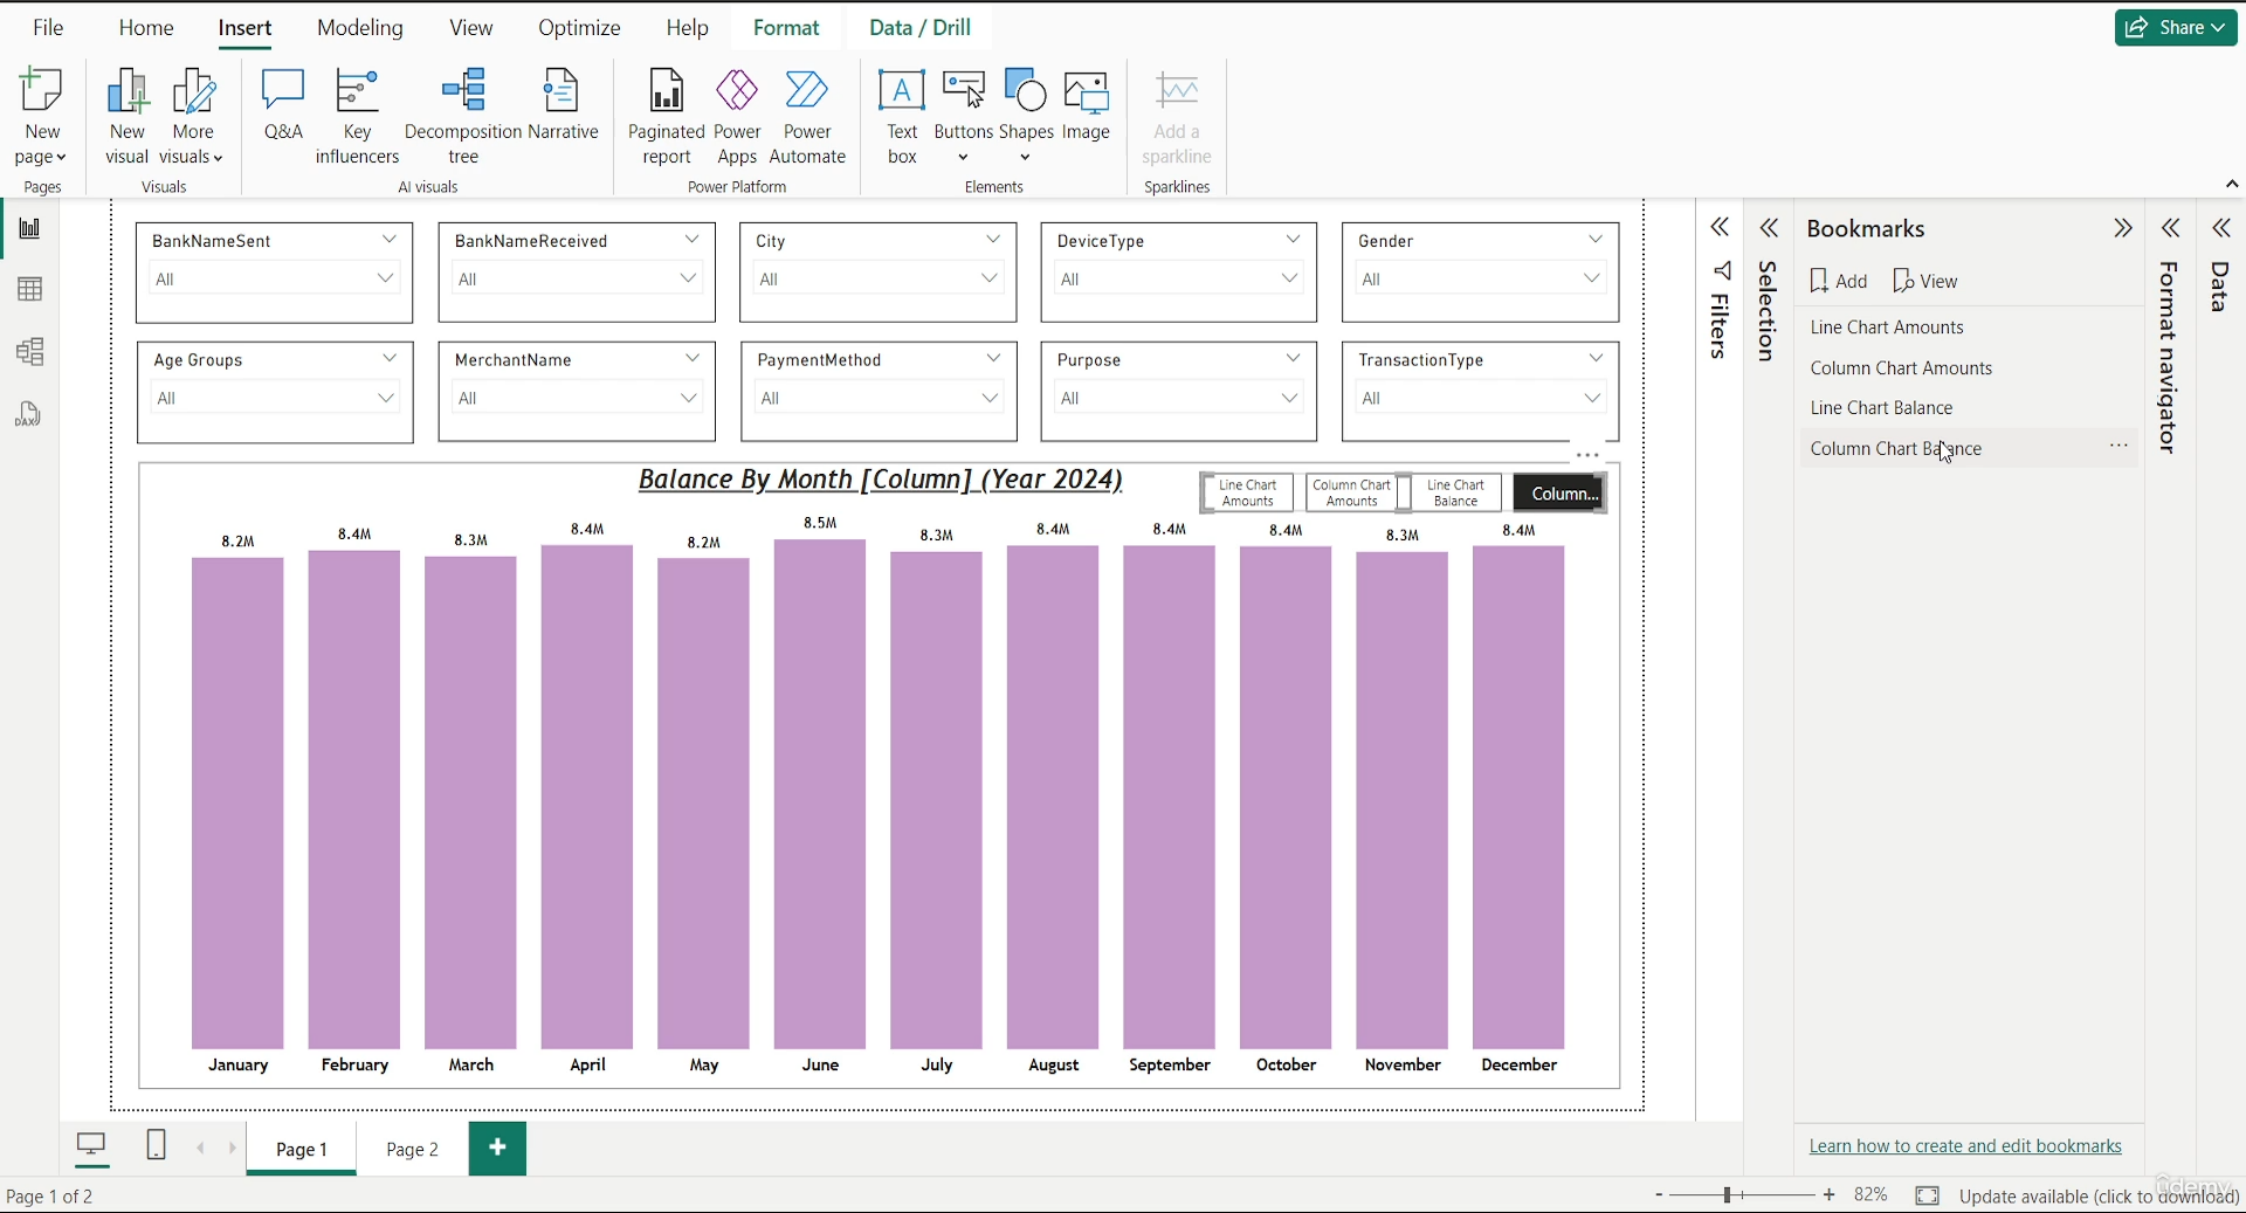 File Home Insert Modeling View Optimize Help Format Data / Drill Share
New page
New visual
More visuals
Q&A
Key influencers
Decomposition tree
Narrative
Paginated report
Power Apps
Power Automate
Text box
Buttons
Shapes
Image
Add a sparkline
Pages Visuals AI visuals Power Platform Elements Sparklines
BankNameSent BankNameReceived City DeviceType Gender
All All All All All
Age Groups MerchantName PaymentMethod Purpose TransactionType
All All All All All
Balance By Month [Column] (Year 2024)
Line Chart Amounts
Column Chart Amounts
Line Chart Balance
Column...
8.2M 8.4M 8.3M 8.4M 8.2M 8.5M 8.3M 8.4M 8.4M 8.4M 8.3M 8.4M
January February March April May June July August September October November December
Filters
Selection
Bookmarks
Add View
Line Chart Amounts
Column Chart Amounts
Line Chart Balance
Column Chart Balance
Learn how to create and edit bookmarks
Format navigator
Data
DAX
Page 1 Page 2
Page 1 of 2
82%
Update available (click to download)
udemy